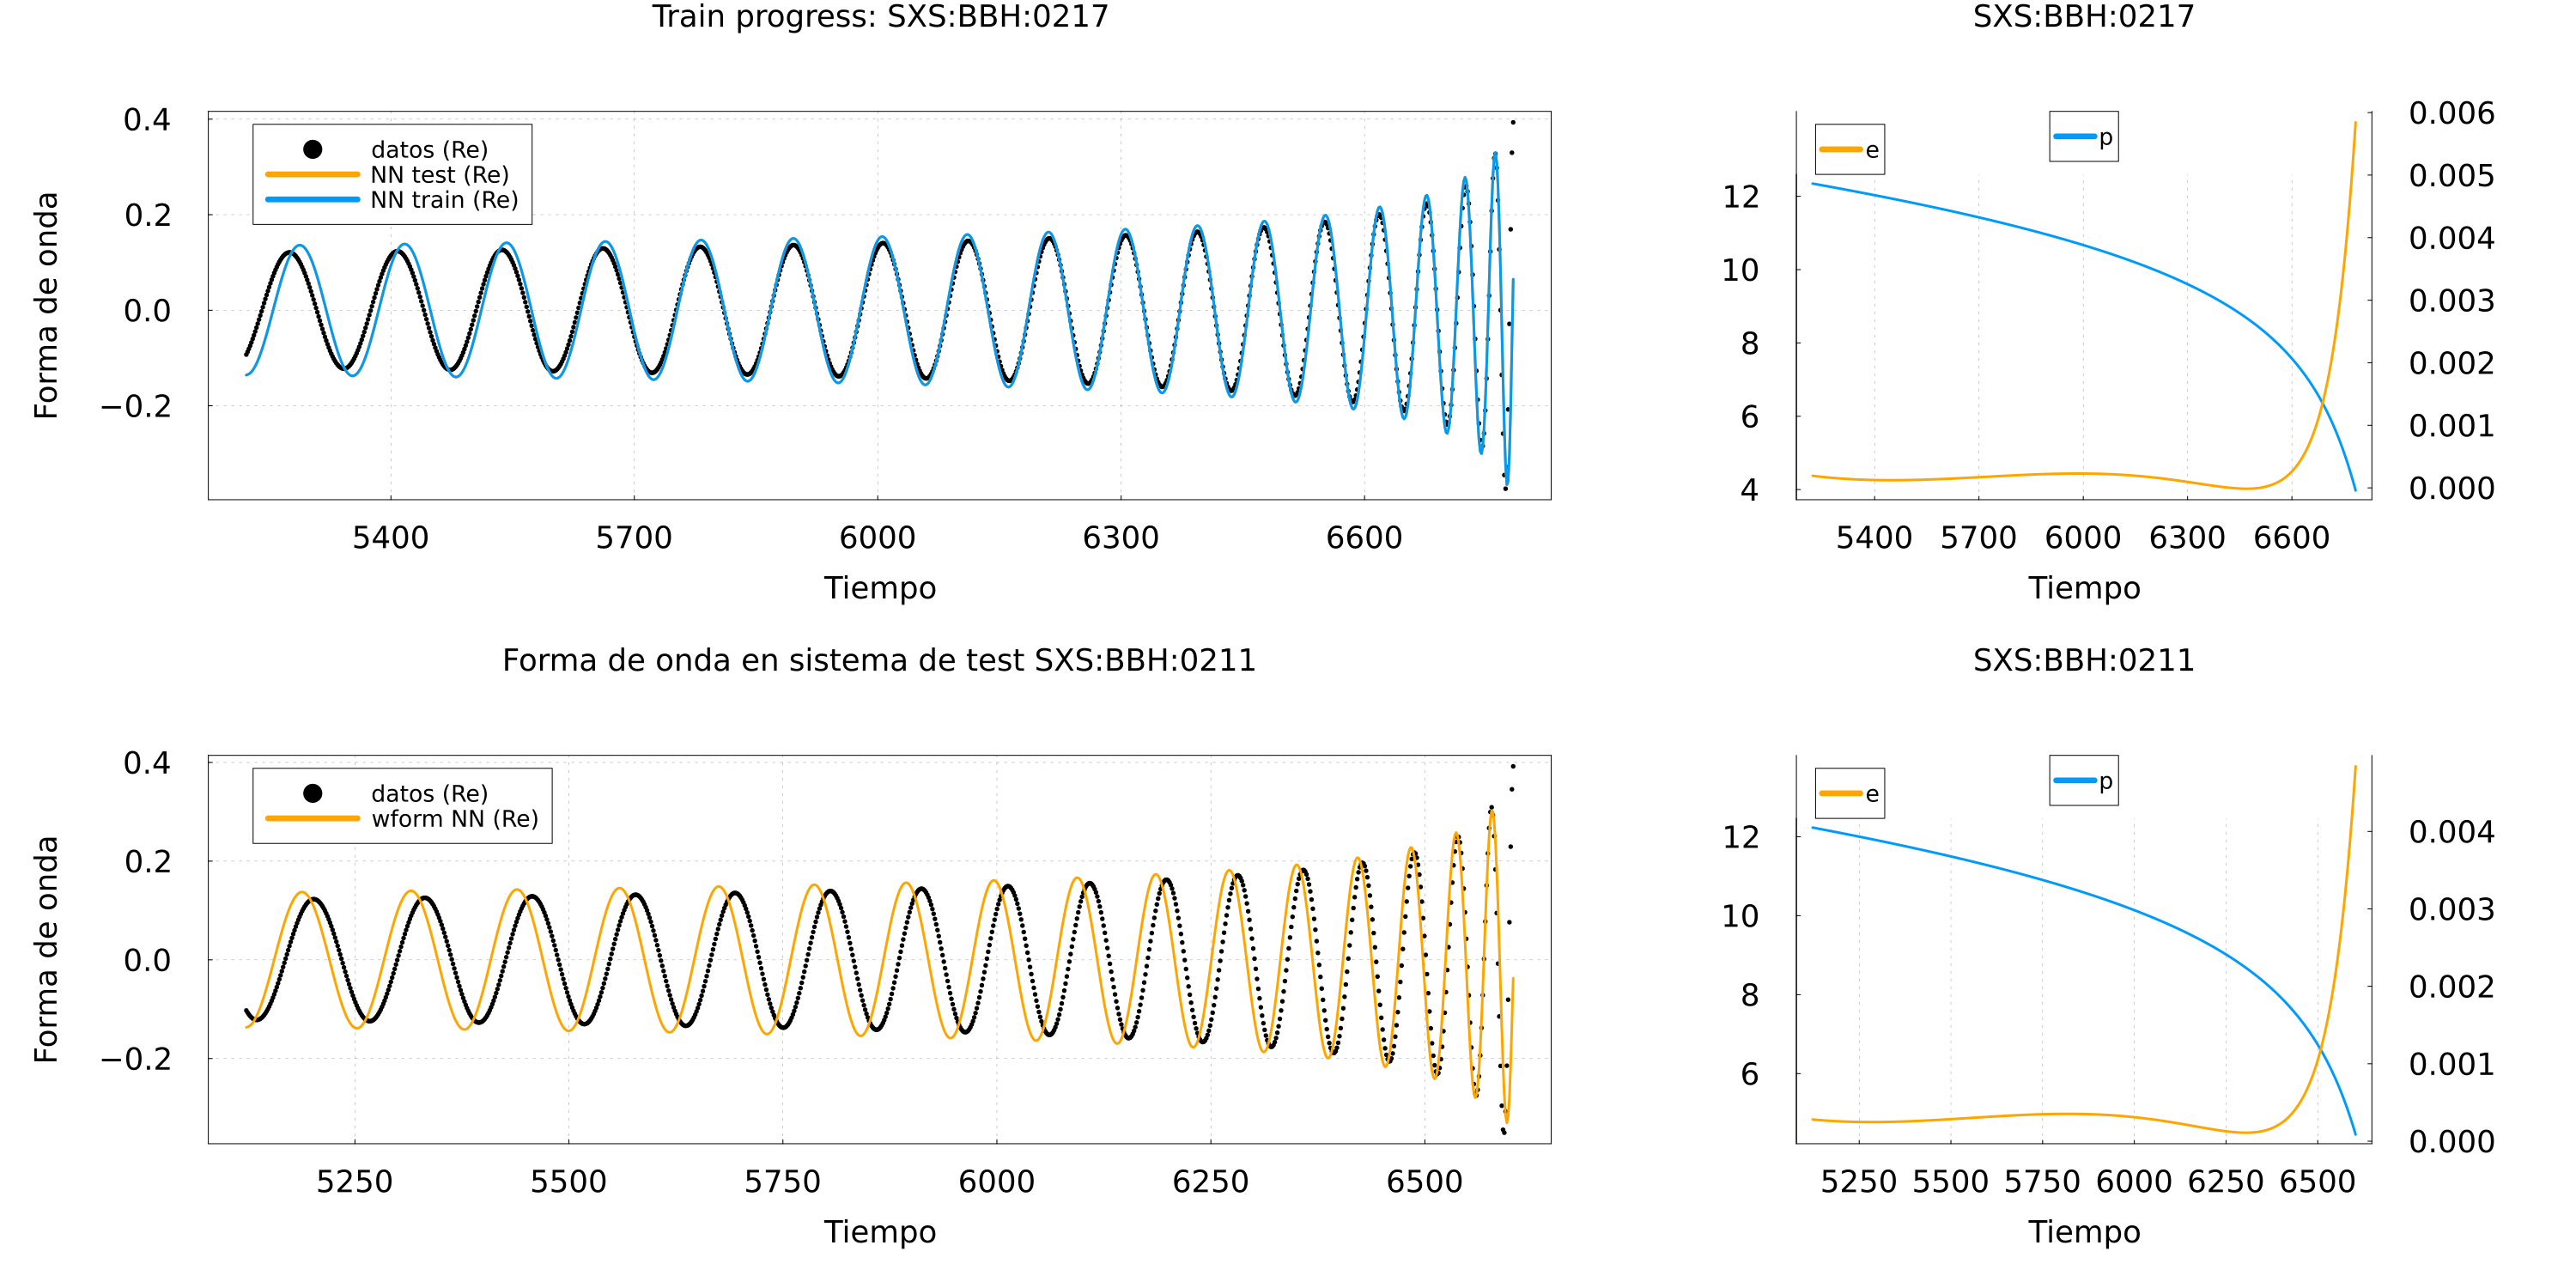 Train progress: SXS:BBH:0217
0.4
0.2
0.0
−0.2
Forma de onda
datos (Re)
NN test (Re)
NN train (Re)
5400 5700 6000 6300 6600
Tiempo
SXS:BBH:0217
e
p
12
10
8
6
4
0.006
0.005
0.004
0.003
0.002
0.001
0.000
5400 5700 6000 6300 6600
Tiempo
Forma de onda en sistema de test SXS:BBH:0211
0.4
0.2
0.0
−0.2
Forma de onda
datos (Re)
wform NN (Re)
5250 5500 5750 6000 6250 6500
Tiempo
SXS:BBH:0211
e
p
12
10
8
6
0.004
0.003
0.002
0.001
0.000
5250 5500 5750 6000 6250 6500
Tiempo